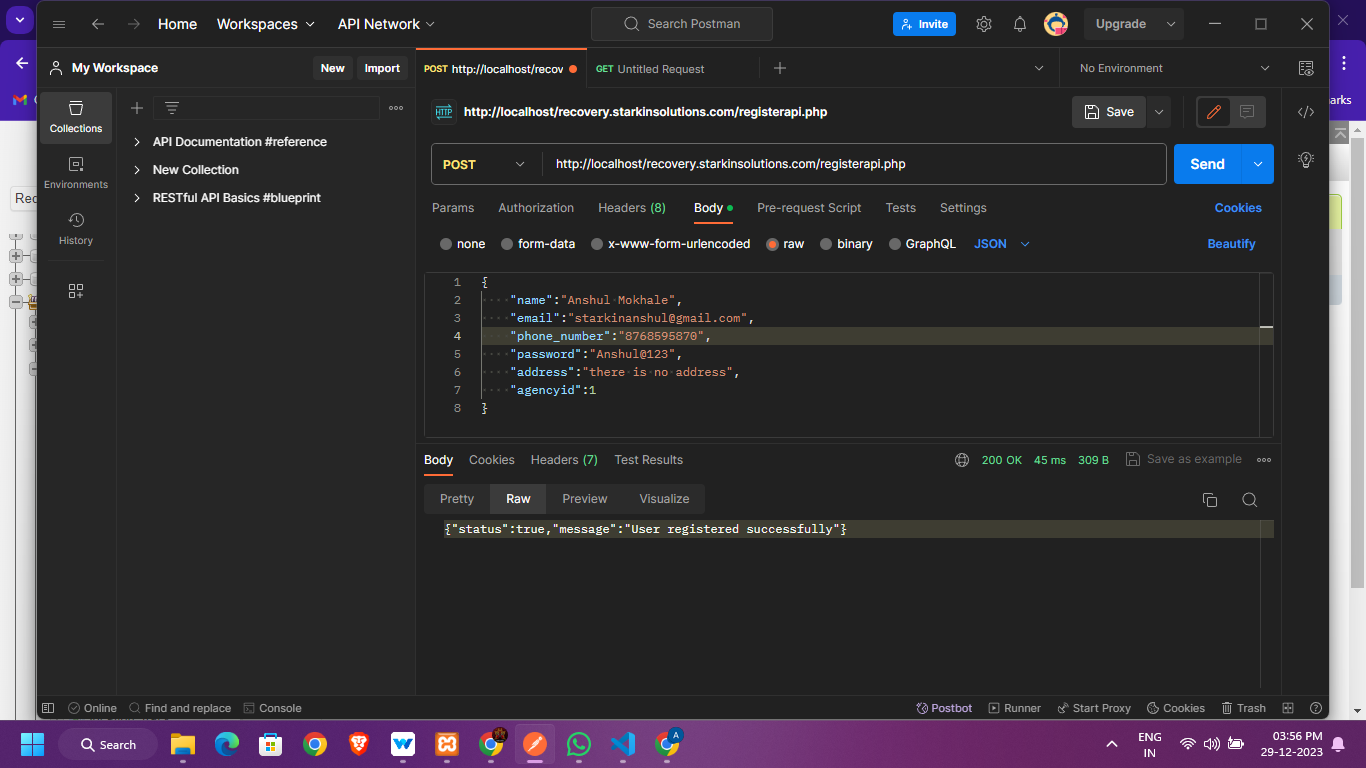 Home
Workspaces
API Network
Search Postman
Invite
Upgrade
My Workspace
New
Import
POST http://localhost/recov
GET Untitled Request
No Environment
arks
Collections
Environments
History
API Documentation #reference
New Collection
RESTful API Basics #blueprint
HTTP http://localhost/recovery.starkinsolutions.com/registerapi.php
Save
POST
http://localhost/recovery.starkinsolutions.com/registerapi.php
Send
Rec
Params
Authorization
Headers (8)
Body
Pre-request Script
Tests
Settings
Cookies
none
form-data
x-www-form-urlencoded
raw
binary
GraphQL
JSON
Beautify
1 {
2 ····"name":"Anshul·Mokhale",
3 ····"email":"starkinanshul@gmail.com",
4 "phone_number":"8768595870",
5 ····"password":"Anshul@123",
6 ····"address":"there·is·no·address",
7 ····"agencyid":1
8 }
Body
Cookies
Headers (7)
Test Results
200 OK
45 ms
309 B
Save as example
Pretty
Raw
Preview
Visualize
{"status":true,"message":"User registered successfully"}
Online
Find and replace
Console
Postbot
Runner
Start Proxy
Cookies
Trash
Search
A
ENG
IN
03:56 PM
29-12-2023